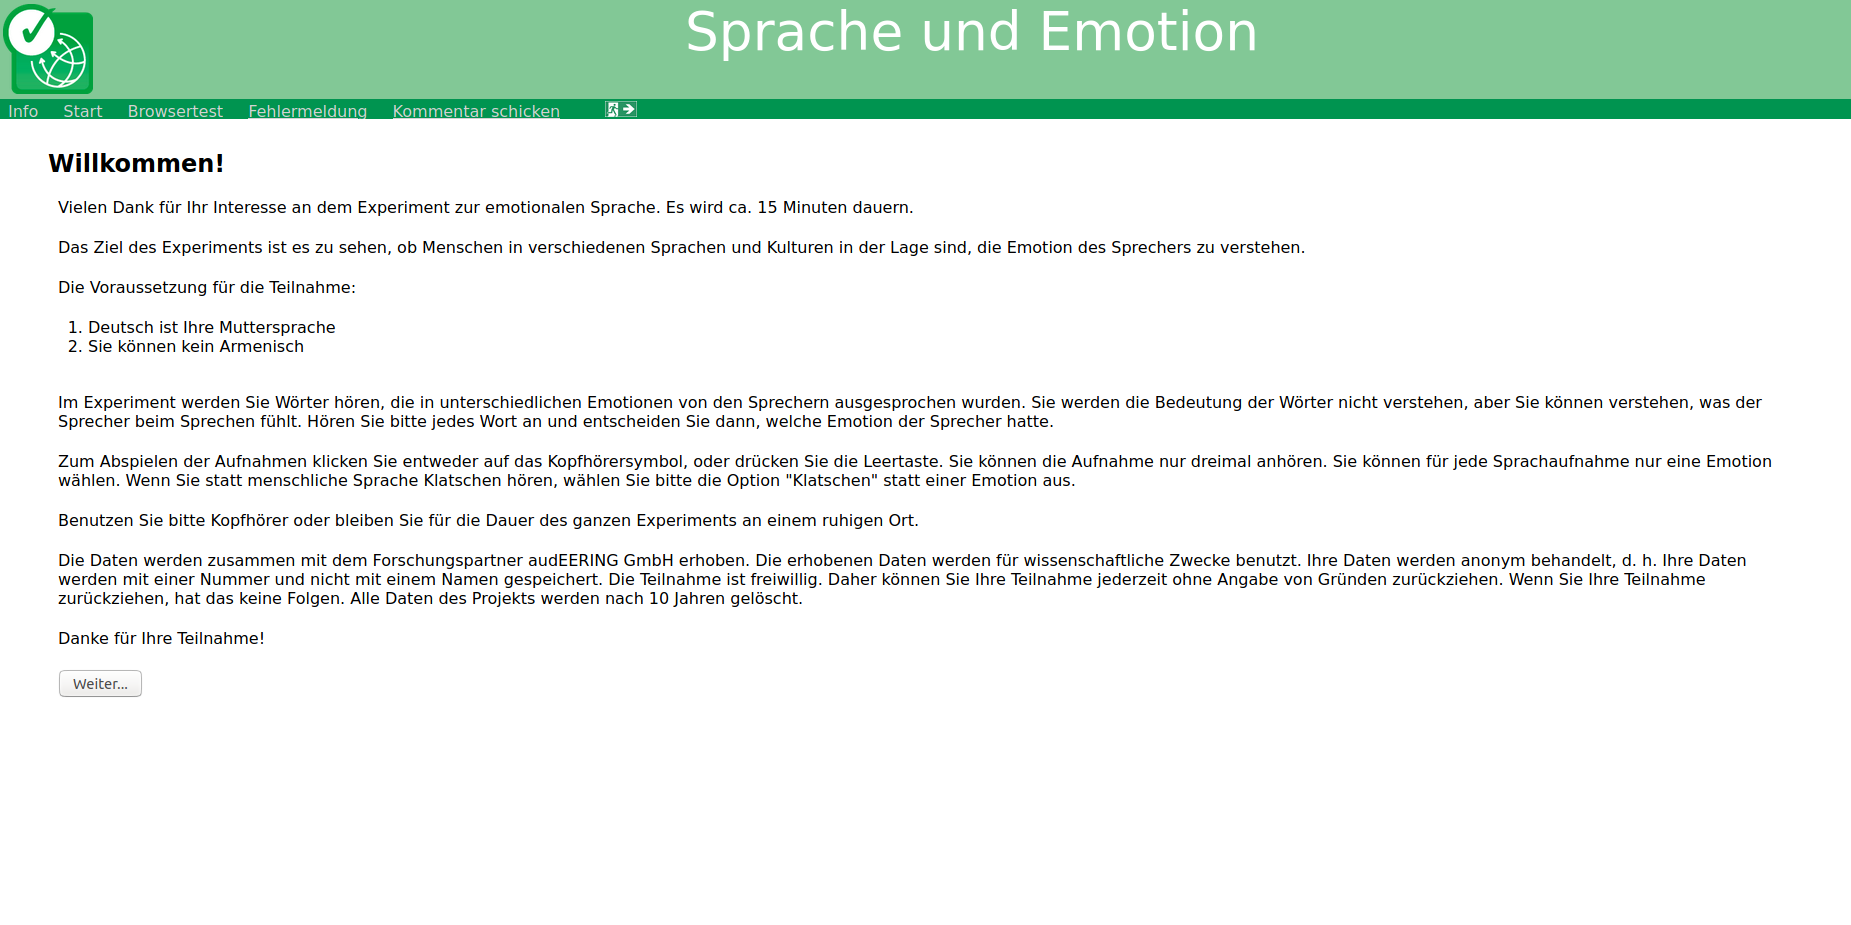 Sprache und Emotion
Info Start Browsertest Fehlermeldung Kommentar schicken
Willkommen!
Vielen Dank für Ihr Interesse an dem Experiment zur emotionalen Sprache. Es wird ca. 15 Minuten dauern.
Das Ziel des Experiments ist es zu sehen, ob Menschen in verschiedenen Sprachen und Kulturen in der Lage sind, die Emotion des Sprechers zu verstehen.
Die Voraussetzung für die Teilnahme:
1. Deutsch ist Ihre Muttersprache
2. Sie können kein Armenisch
Im Experiment werden Sie Wörter hören, die in unterschiedlichen Emotionen von den Sprechern ausgesprochen wurden. Sie werden die Bedeutung der Wörter nicht verstehen, aber Sie können verstehen, was der
Sprecher beim Sprechen fühlt. Hören Sie bitte jedes Wort an und entscheiden Sie dann, welche Emotion der Sprecher hatte.
Zum Abspielen der Aufnahmen klicken Sie entweder auf das Kopfhörersymbol, oder drücken Sie die Leertaste. Sie können die Aufnahme nur dreimal anhören. Sie können für jede Sprachaufnahme nur eine Emotion
wählen. Wenn Sie statt menschliche Sprache Klatschen hören, wählen Sie bitte die Option "Klatschen" statt einer Emotion aus.
Benutzen Sie bitte Kopfhörer oder bleiben Sie für die Dauer des ganzen Experiments an einem ruhigen Ort.
Die Daten werden zusammen mit dem Forschungspartner audEERING GmbH erhoben. Die erhobenen Daten werden für wissenschaftliche Zwecke benutzt. Ihre Daten werden anonym behandelt, d. h. Ihre Daten
werden mit einer Nummer und nicht mit einem Namen gespeichert. Die Teilnahme ist freiwillig. Daher können Sie Ihre Teilnahme jederzeit ohne Angabe von Gründen zurückziehen. Wenn Sie Ihre Teilnahme
zurückziehen, hat das keine Folgen. Alle Daten des Projekts werden nach 10 Jahren gelöscht.
Danke für Ihre Teilnahme!
Weiter...